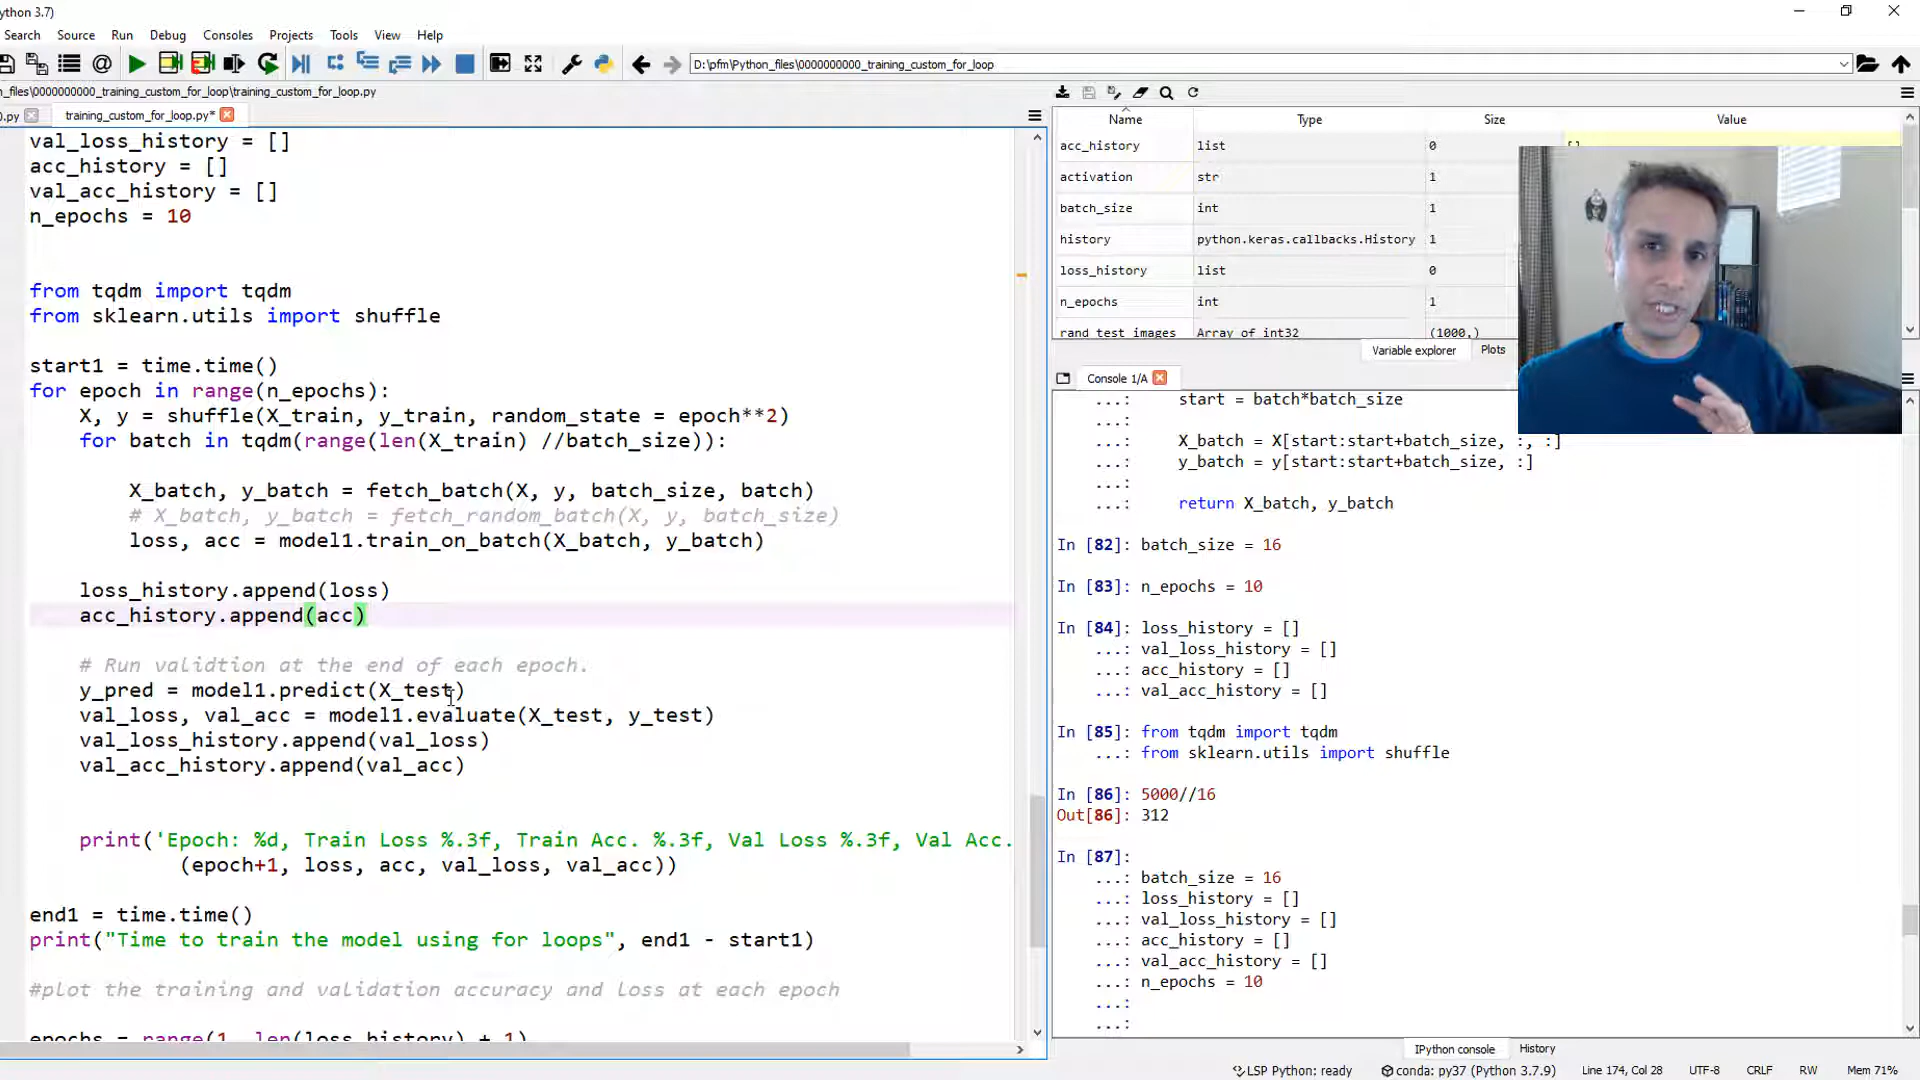 ython 3.7)
Search Source Run Debug Consoles Projects Tools View Help
D:\pfm\Python_files\0000000000_training_custom_for_loop
_files\0000000000_training_custom_for_loop\training_custom_for_loop.py
).py training_custom_for_loop.py*
val_loss_history = []
acc_history = []
val_acc_history = []
n_epochs = 10
from tqdm import tqdm
from sklearn.utils import shuffle
start1 = time.time()
for epoch in range(n_epochs):
X, y = shuffle(X_train, y_train, random_state = epoch**2)
for batch in tqdm(range(len(X_train) //batch_size)):
X_batch, y_batch = fetch_batch(X, y, batch_size, batch)
# X_batch, y_batch = fetch_random_batch(X, y, batch_size)
loss, acc = model1.train_on_batch(X_batch, y_batch)
loss_history.append(loss)
acc_history.append(acc)
# Run validtion at the end of each epoch.
y_pred = model1.predict(X_test)
val_loss, val_acc = model1.evaluate(X_test, y_test)
val_loss_history.append(val_loss)
val_acc_history.append(val_acc)
print('Epoch: %d, Train Loss %.3f, Train Acc. %.3f, Val Loss %.3f, Val Acc.
(epoch+1, loss, acc, val_loss, val_acc))
end1 = time.time()
print("Time to train the model using for loops", end1 - start1)
#plot the training and validation accuracy and loss at each epoch
epochs = range(1, len(loss_history) + 1)
Name Type Size Value
acc_history list 0 []
activation str 1
batch_size int 1
history python.keras.callbacks.History 1
loss_history list 0
n_epochs int 1
rand_test_images Array of int32 (1000,)
Variable explorer Plots
Console 1/A
...: start = batch*batch_size
...:
...: X_batch = X[start:start+batch_size, :, :]
...: y_batch = y[start:start+batch_size, :]
...:
...: return X_batch, y_batch
In [82]: batch_size = 16
In [83]: n_epochs = 10
In [84]: loss_history = []
...: val_loss_history = []
...: acc_history = []
...: val_acc_history = []
In [85]: from tqdm import tqdm
...: from sklearn.utils import shuffle
In [86]: 5000//16
Out[86]: 312
In [87]:
...: batch_size = 16
...: loss_history = []
...: val_loss_history = []
...: acc_history = []
...: val_acc_history = []
...: n_epochs = 10
...:
...:
IPython console History
LSP Python: ready conda: py37 (Python 3.7.9) Line 174, Col 28 UTF-8 CRLF RW Mem 71%